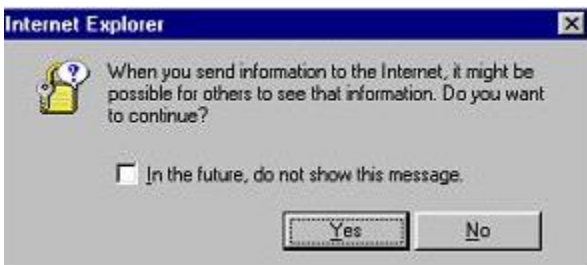 Internet Explorer
When you send information to the Internet, it might be
possible for others to see that information. Do you want
to continue?
In the future, do not show this message.
Yes No